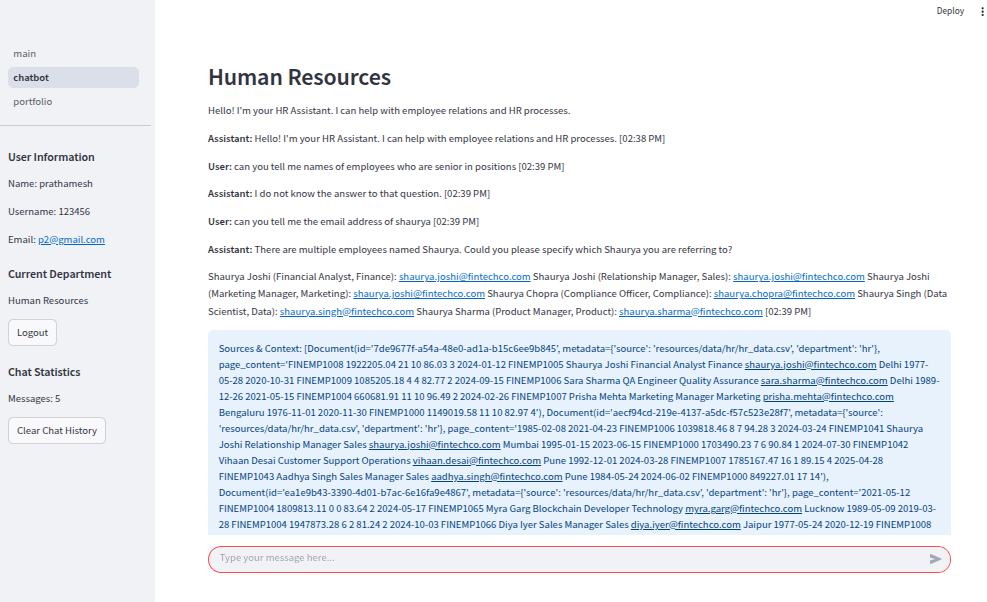 Deploy
main
chatbot
portfolio
User Information
Name: prathamesh
Username: 123456
Email: p2@gmail.com
Current Department
Human Resources
Logout
Chat Statistics
Messages: 5
Clear Chat History
Human Resources
Hello! I'm your HR Assistant. I can help with employee relations and HR processes.
Assistant: Hello! I'm your HR Assistant. I can help with employee relations and HR processes. [02:38 PM]
User: can you tell me names of employees who are senior in positions [02:39 PM]
Assistant: I do not know the answer to that question. [02:39 PM]
User: can you tell me the email address of shaurya [02:39 PM]
Assistant: There are multiple employees named Shaurya. Could you please specify which Shaurya you are referring to?
Shaurya Joshi (Financial Analyst, Finance): shaurya.joshi@fintechco.com Shaurya Joshi (Relationship Manager, Sales): shaurya.joshi@fintechco.com Shaurya Joshi
(Marketing Manager, Marketing): shaurya.joshi@fintechco.com Shaurya Chopra (Compliance Officer, Compliance): shaurya.chopra@fintechco.com Shaurya Singh (Data
Scientist, Data): shaurya.singh@fintechco.com Shaurya Sharma (Product Manager, Product): shaurya.sharma@fintechco.com [02:39 PM]
Sources & Context: [Document(id='7de9677f-a54a-48e0-ad1a-b15c6ee9b845', metadata={'source': 'resources/data/hr/hr_data.csv', 'department': 'hr'},
page_content='FINEMP1008 1922205.04 21 10 86.03 3 2024-01-12 FINEMP1005 Shaurya Joshi Financial Analyst Finance shaurya.joshi@fintechco.com Delhi 1977-
05-28 2020-10-31 FINEMP1009 1085205.18 4 4 82.77 2 2024-09-15 FINEMP1006 Sara Sharma QA Engineer Quality Assurance sara.sharma@fintechco.com Delhi 1989-
12-26 2021-05-15 FINEMP1004 660681.91 11 10 96.49 2 2024-02-26 FINEMP1007 Prisha Mehta Marketing Manager Marketing prisha.mehta@fintechco.com
Bengaluru 1976-11-01 2020-11-30 FINEMP1000 1149019.58 11 10 82.97 4'), Document(id='aecf94cd-219e-4137-a5dc-f57c523e28f7', metadata={'source':
'resources/data/hr/hr_data.csv', 'department': 'hr'}, page_content='1985-02-08 2021-04-23 FINEMP1006 1039818.46 8 7 94.28 3 2024-03-24 FINEMP1041 Shaurya
Joshi Relationship Manager Sales shaurya.joshi@fintechco.com Mumbai 1995-01-15 2023-06-15 FINEMP1000 1703490.23 7 6 90.84 1 2024-07-30 FINEMP1042
Vihaan Desai Customer Support Operations vihaan.desai@fintechco.com Pune 1992-12-01 2024-03-28 FINEMP1007 1785167.47 16 1 89.15 4 2025-04-28
FINEMP1043 Aadhya Singh Sales Manager Sales aadhya.singh@fintechco.com Pune 1984-05-24 2024-06-02 FINEMP1000 849227.01 17 14'),
Document(id='ea1e9b43-3390-4d01-b7ac-6e16fa9e4867', metadata={'source': 'resources/data/hr/hr_data.csv', 'department': 'hr'}, page_content='2021-05-12
FINEMP1004 1809813.11 0 0 83.64 2 2024-05-17 FINEMP1065 Myra Garg Blockchain Developer Technology myra.garg@fintechco.com Lucknow 1989-05-09 2019-03-
28 FINEMP1004 1947873.28 6 2 81.24 2 2024-10-03 FINEMP1066 Diya Iyer Sales Manager Sales diya.iyer@fintechco.com Jaipur 1977-05-24 2020-12-19 FINEMP1008
Type your message here...